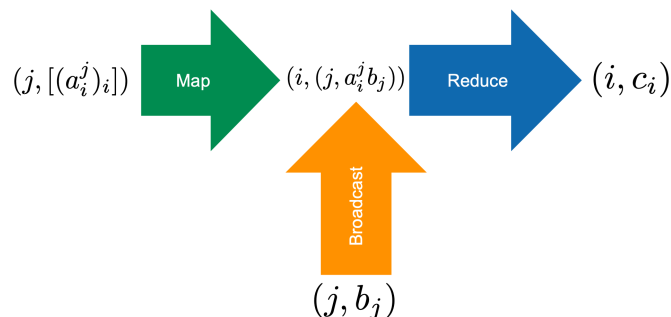 $(j, [(a_i^j)_i])$ Map $(i, (j, a_i^j b_j))$ Reduce $(i, c_i)$
Broadcast
$(j, b_j)$